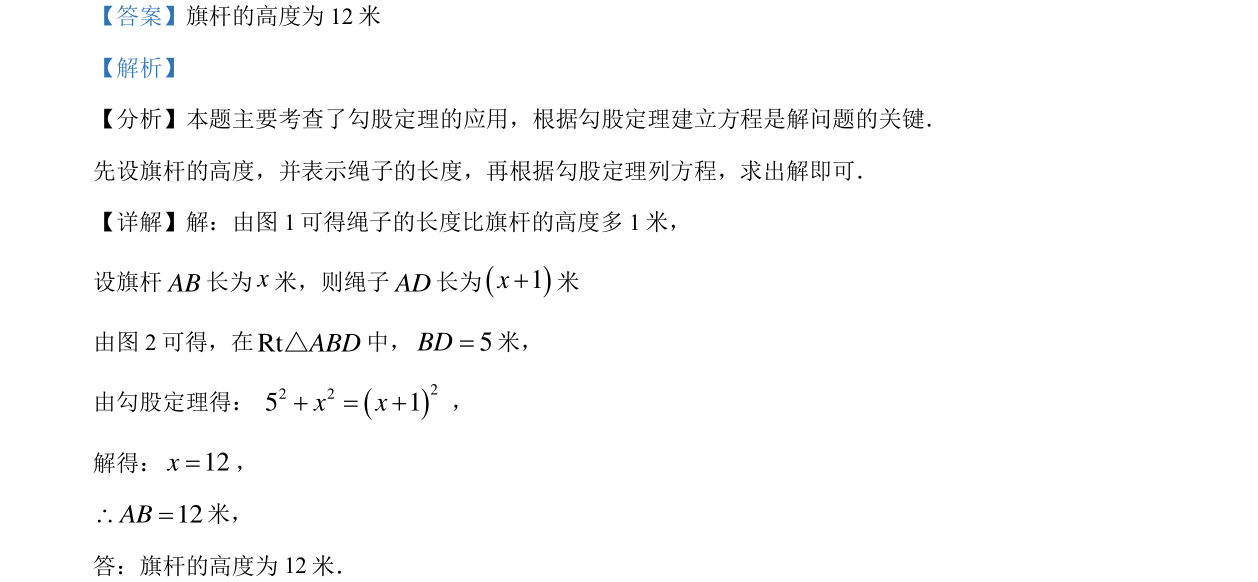 【答案】旗杆的高度为 12 米
【解析】
【分析】本题主要考查了勾股定理的应用，根据勾股定理建立方程是解问题的关键．
先设旗杆的高度，并表示绳子的长度，再根据勾股定理列方程，求出解即可．
【详解】解：由图 1 可得绳子的长度比旗杆的高度多 1 米，
设旗杆 AB 长为 x 米，则绳子 AD 长为 (x+1) 米
由图 2 可得，在 Rt△ABD 中， BD = 5 米，
由勾股定理得： 5² + x² = (x+1)² ，
解得： x = 12 ，
∴ AB = 12 米，
答：旗杆的高度为 12 米．